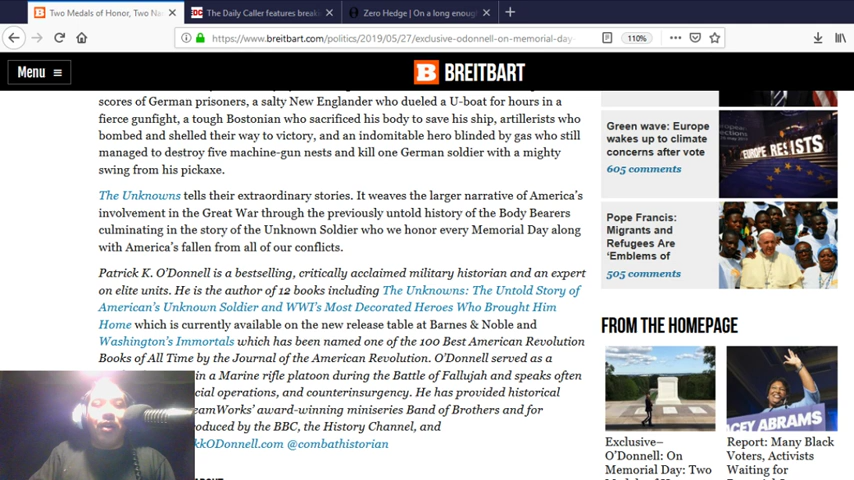 Two Medals of Honor, Two Na
The Daily Caller features break
Zero Hedge | On a long enoug
https://www.breitbart.com/politics/2019/05/27/exclusive-odonnell-on-memorial-day-
110%
Menu
B BREITBART
scores of German prisoners, a salty New Englander who dueled a U-boat for hours in a
fierce gunfight, a tough Bostonian who sacrificed his body to save his ship, artillerists who
bombed and shelled their way to victory, and an indomitable hero blinded by gas who still
managed to destroy five machine-gun nests and kill one German soldier with a mighty
swing from his pickaxe.
The Unknowns tells their extraordinary stories. It weaves the larger narrative of America's
involvement in the Great War through the previously untold history of the Body Bearers
culminating in the story of the Unknown Soldier who we honor every Memorial Day along
with America's fallen from all of our conflicts.
Patrick K. O'Donnell is a bestselling, critically acclaimed military historian and an expert
on elite units. He is the author of 12 books including The Unknowns: The Untold Story of
American's Unknown Soldier and WWI's Most Decorated Heroes Who Brought Him
Home which is currently available on the new release table at Barnes & Noble and
Washington's Immortals which has been named one of the 100 Best American Revolution
Books of All Time by the Journal of the American Revolution. O'Donnell served as a
in a Marine rifle platoon during the Battle of Fallujah and speaks often
cial operations, and counterinsurgency. He has provided historical
eamWorks' award-winning miniseries Band of Brothers and for
oduced by the BBC, the History Channel, and
kkODonnell.com @combathistorian
Green wave: Europe
wakes up to climate
concerns after vote
605 comments
EUROPE RESISTS
Pope Francis:
Migrants and
Refugees Are
'Emblems of
505 comments
FROM THE HOMEPAGE
ACEY ABRAMS
Exclusive–
O'Donnell: On
Memorial Day: Two
Report: Many Black
Voters, Activists
Waiting for